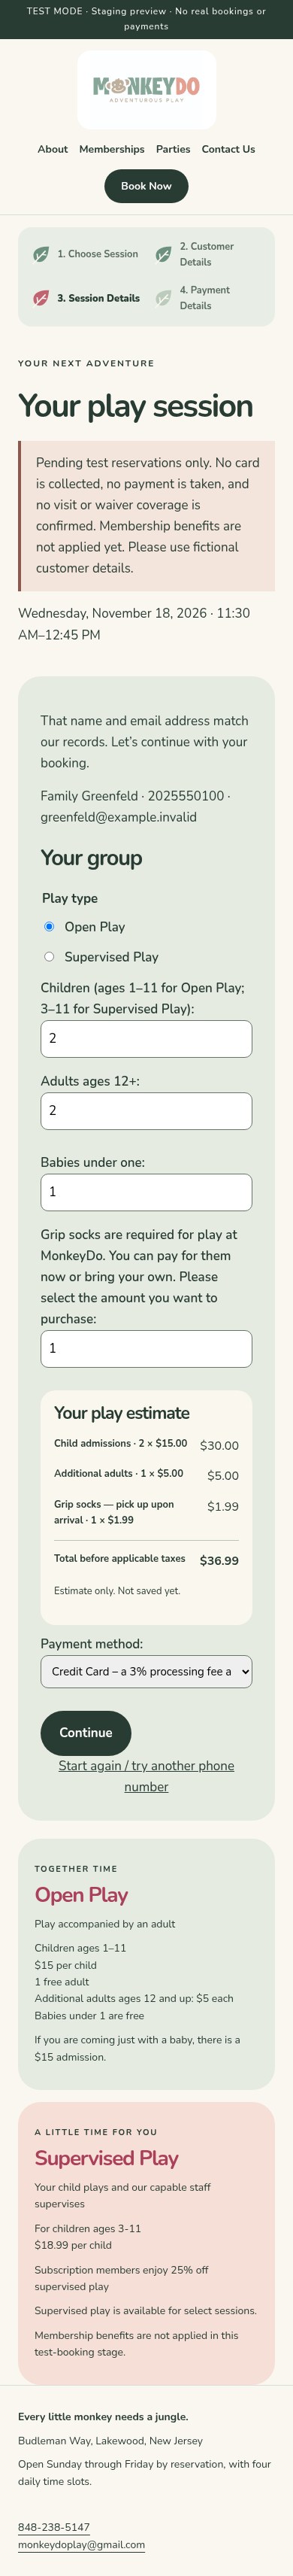 TEST MODE · Staging preview · No real bookings or
payments
MONKEYDO
ADVENTUROUS PLAY
About Memberships Parties Contact Us
Book Now
1. Choose Session
2. Customer
Details
3. Session Details
4. Payment
Details
YOUR NEXT ADVENTURE
Your play session
Pending test reservations only. No card
is collected, no payment is taken, and
no visit or waiver coverage is
confirmed. Membership benefits are
not applied yet. Please use fictional
customer details.
Wednesday, November 18, 2026 · 11:30
AM–12:45 PM
That name and email address match
our records. Let’s continue with your
booking.
Family Greenfeld · 2025550100 ·
greenfeld@example.invalid
Your group
Play type
Open Play
Supervised Play
Children (ages 1–11 for Open Play;
3–11 for Supervised Play):
2
Adults ages 12+:
2
Babies under one:
1
Grip socks are required for play at
MonkeyDo. You can pay for them
now or bring your own. Please
select the amount you want to
purchase:
1
Your play estimate
Child admissions · 2 × $15.00 $30.00
Additional adults · 1 × $5.00 $5.00
Grip socks — pick up upon $1.99
arrival · 1 × $1.99
Total before applicable taxes $36.99
Estimate only. Not saved yet.
Payment method:
Credit Card – a 3% processing fee a
Continue
Start again / try another phone
number
TOGETHER TIME
Open Play
Play accompanied by an adult
Children ages 1–11
$15 per child
1 free adult
Additional adults ages 12 and up: $5 each
Babies under 1 are free
If you are coming just with a baby, there is a
$15 admission.
A LITTLE TIME FOR YOU
Supervised Play
Your child plays and our capable staff
supervises
For children ages 3-11
$18.99 per child
Subscription members enjoy 25% off
supervised play
Supervised play is available for select sessions.
Membership benefits are not applied in this
test-booking stage.
Every little monkey needs a jungle.
Budleman Way, Lakewood, New Jersey
Open Sunday through Friday by reservation, with four
daily time slots.
848-238-5147
monkeydoplay@gmail.com